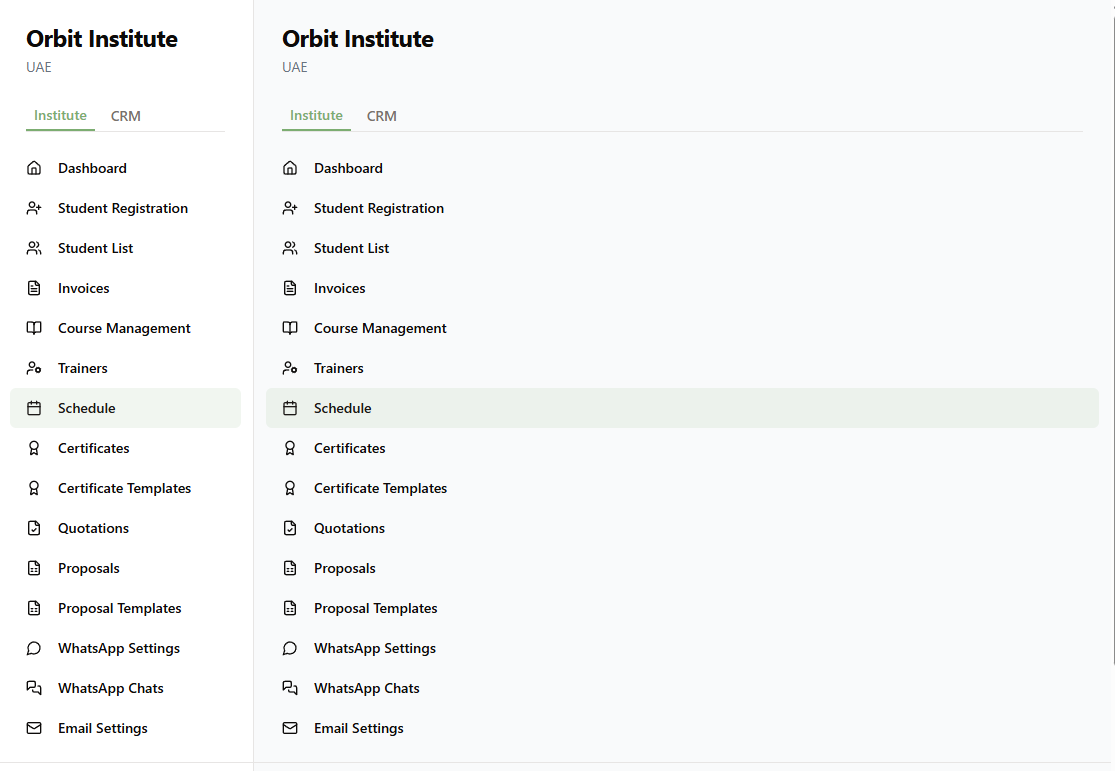 Orbit Institute
UAE
Institute CRM
Dashboard
Student Registration
Student List
Invoices
Course Management
Trainers
Schedule
Certificates
Certificate Templates
Quotations
Proposals
Proposal Templates
WhatsApp Settings
WhatsApp Chats
Email Settings
Orbit Institute
UAE
Institute CRM
Dashboard
Student Registration
Student List
Invoices
Course Management
Trainers
Schedule
Certificates
Certificate Templates
Quotations
Proposals
Proposal Templates
WhatsApp Settings
WhatsApp Chats
Email Settings